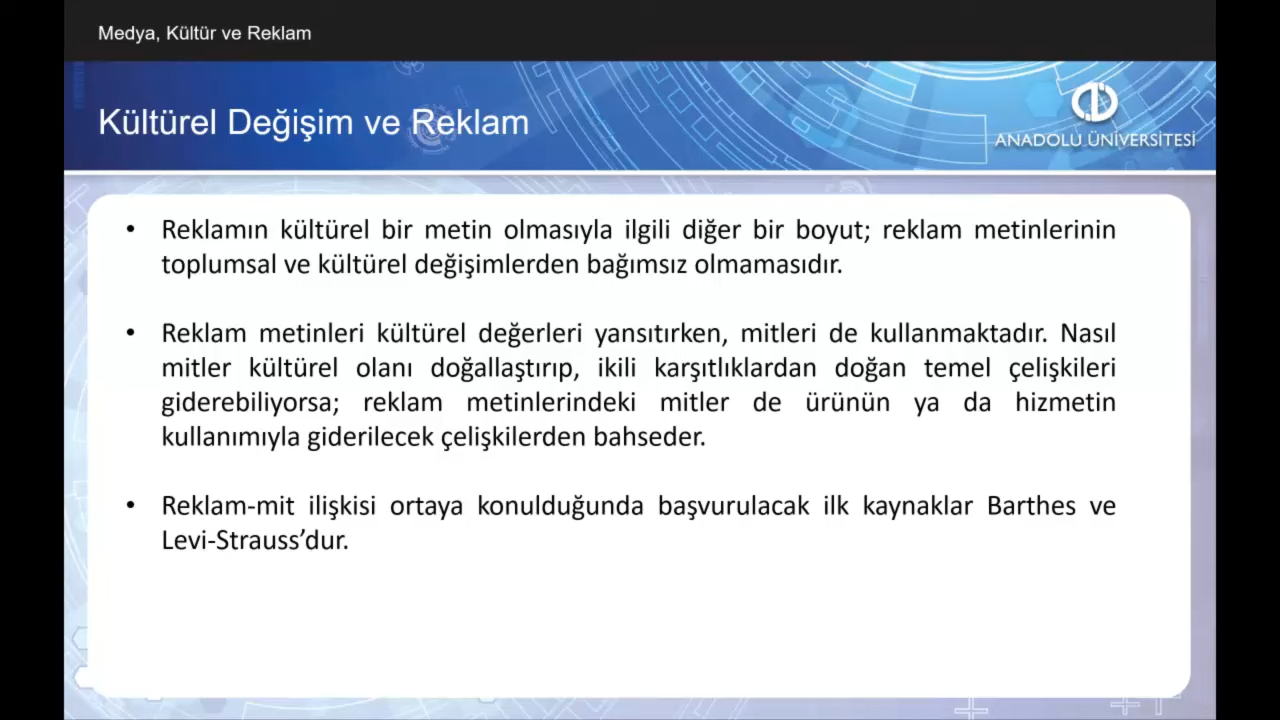 Medya, Kültür ve Reklam
Kültürel Değişim ve Reklam
ANADOLU ÜNİVERSİTESİ
• Reklamın kültürel bir metin olmasıyla ilgili diğer bir boyut; reklam metinlerinin
toplumsal ve kültürel değişimlerden bağımsız olmamasıdır.
• Reklam metinleri kültürel değerleri yansıtırken, mitleri de kullanmaktadır. Nasıl
mitler kültürel olanı doğallaştırıp, ikili karşıtlıklardan doğan temel çelişkileri
giderebiliyorsa; reklam metinlerindeki mitler de ürünün ya da hizmetin
kullanımıyla giderilecek çelişkilerden bahseder.
• Reklam-mit ilişkisi ortaya konulduğunda başvurulacak ilk kaynaklar Barthes ve
Levi-Strauss’dur.